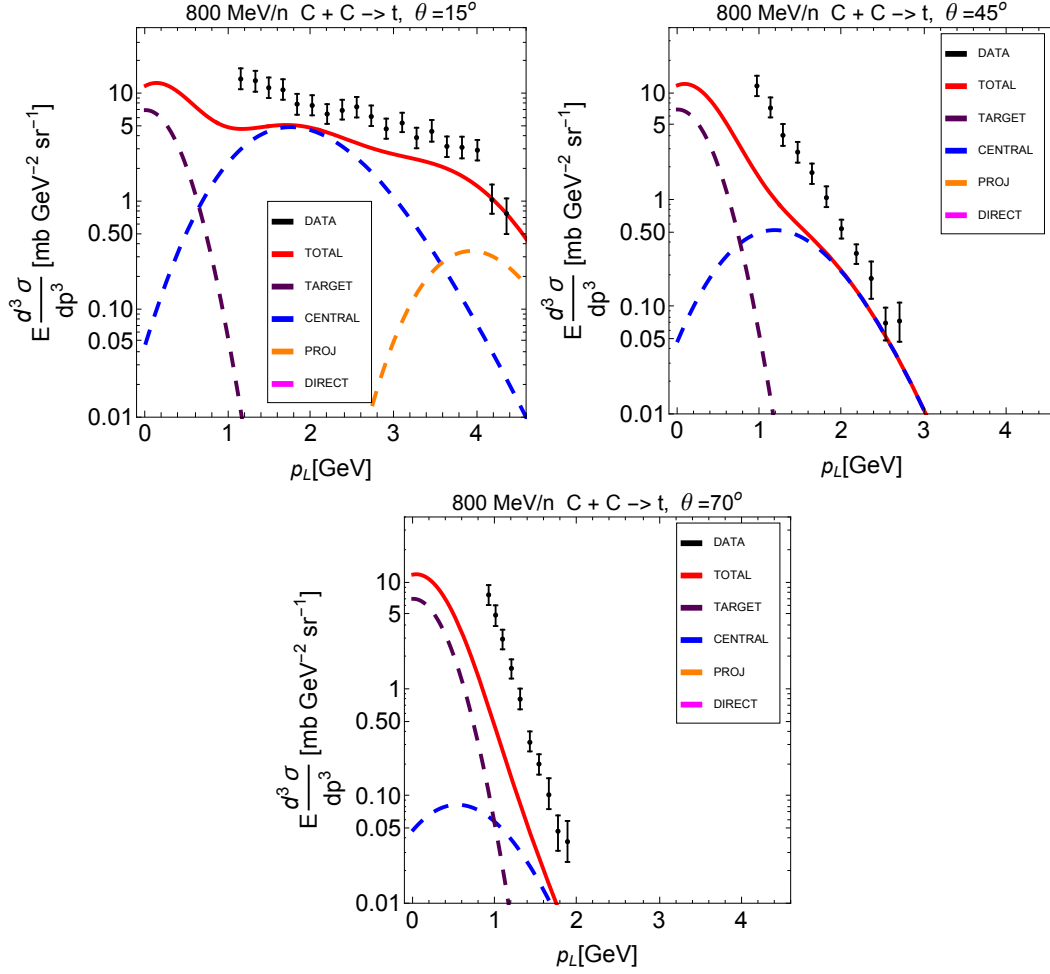 800 MeV/n C + C -> t, θ =15°
10
5
1
0.50
0.10
0.05
0.01
E d³σ/dp³ [mb GeV⁻² sr⁻¹]
DATA
TOTAL
TARGET
CENTRAL
PROJ
DIRECT
0 1 2 3 4
p_L[GeV]
800 MeV/n C + C -> t, θ =45°
10
5
1
0.50
0.10
0.05
0.01
E d³σ/dp³ [mb GeV⁻² sr⁻¹]
DATA
TOTAL
TARGET
CENTRAL
PROJ
DIRECT
0 1 2 3 4
p_L[GeV]
800 MeV/n C + C -> t, θ =70°
10
5
1
0.50
0.10
0.05
0.01
E d³σ/dp³ [mb GeV⁻² sr⁻¹]
DATA
TOTAL
TARGET
CENTRAL
PROJ
DIRECT
0 1 2 3 4
p_L[GeV]